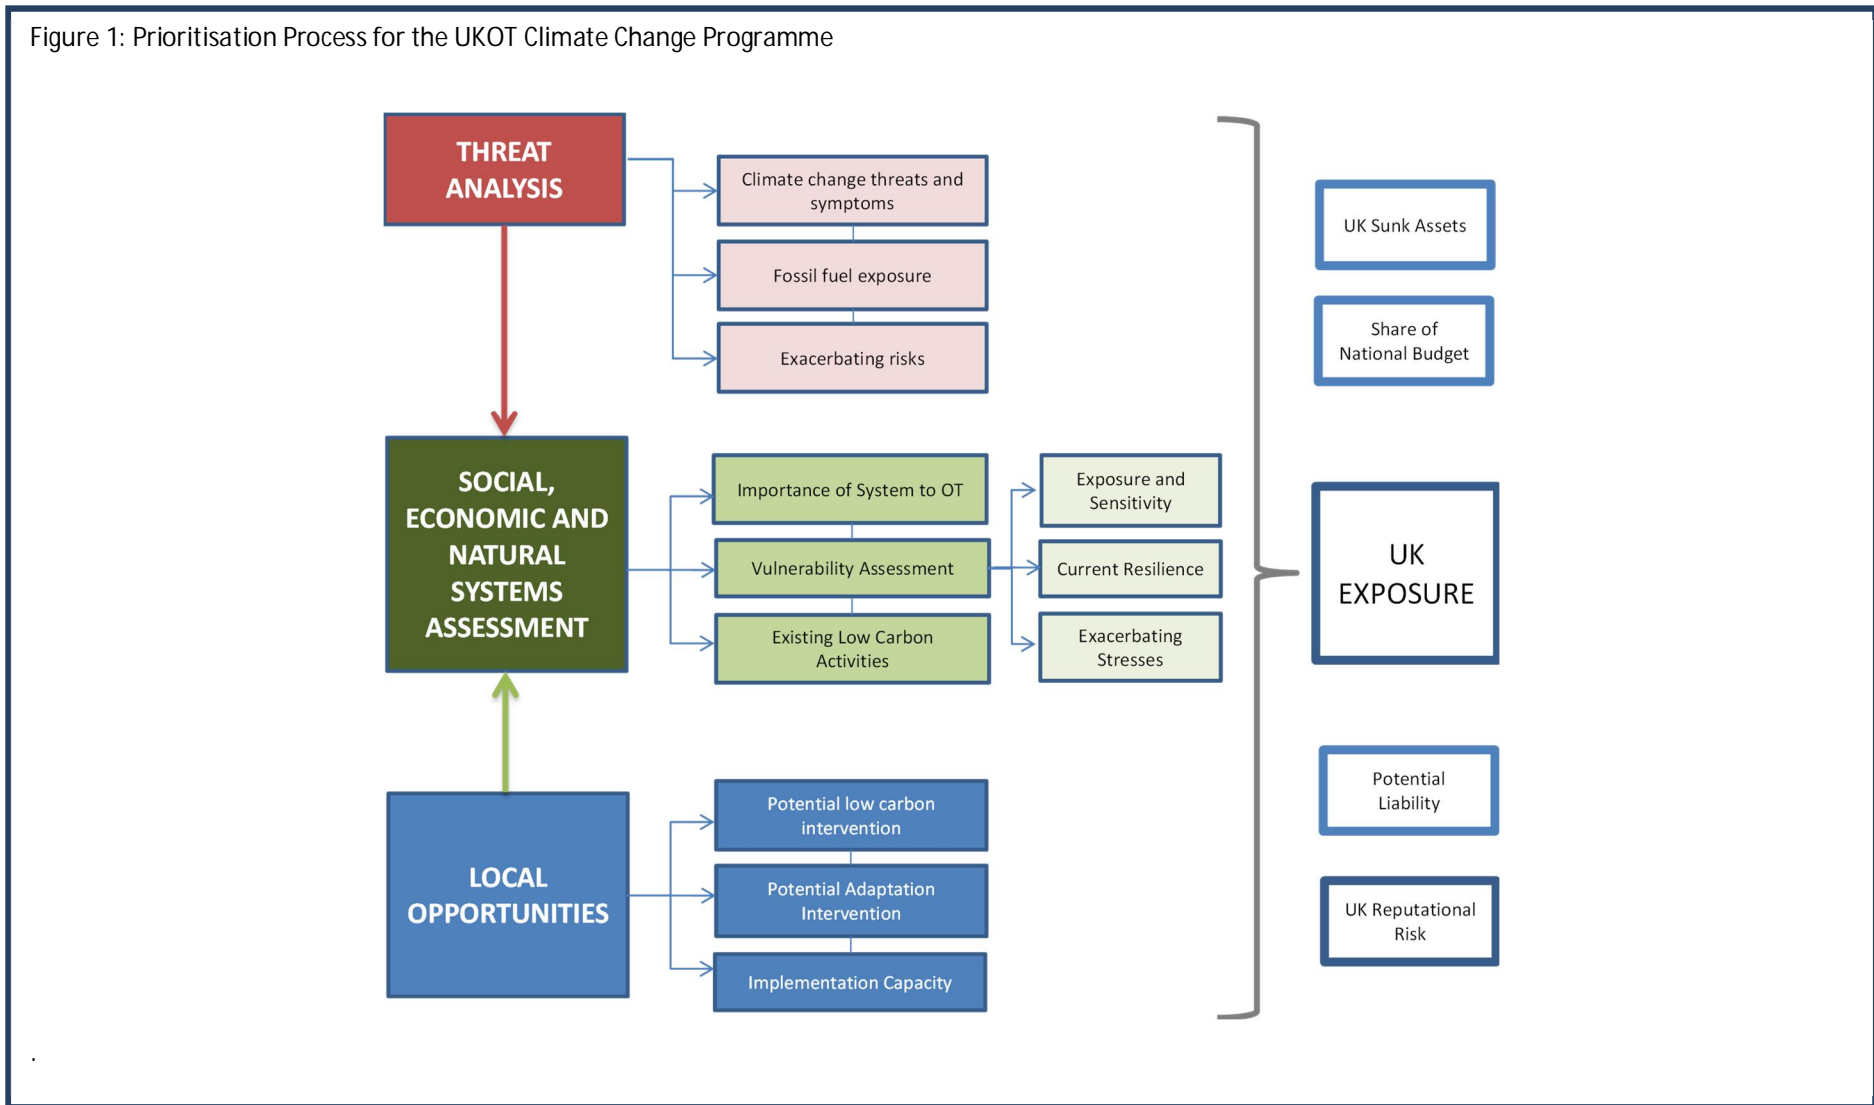 Figure 1: Prioritisation Process for the UKOT Climate Change Programme
THREAT
ANALYSIS
Climate change threats and
symptoms
Fossil fuel exposure
Exacerbating risks
SOCIAL,
ECONOMIC AND
NATURAL
SYSTEMS
ASSESSMENT
Importance of System to OT
Vulnerability Assessment
Existing Low Carbon
Activities
Exposure and
Sensitivity
Current Resilience
Exacerbating
Stresses
LOCAL
OPPORTUNITIES
Potential low carbon
intervention
Potential Adaptation
Intervention
Implementation Capacity
UK Sunk Assets
Share of
National Budget
UK
EXPOSURE
Potential
Liability
UK Reputational
Risk
.